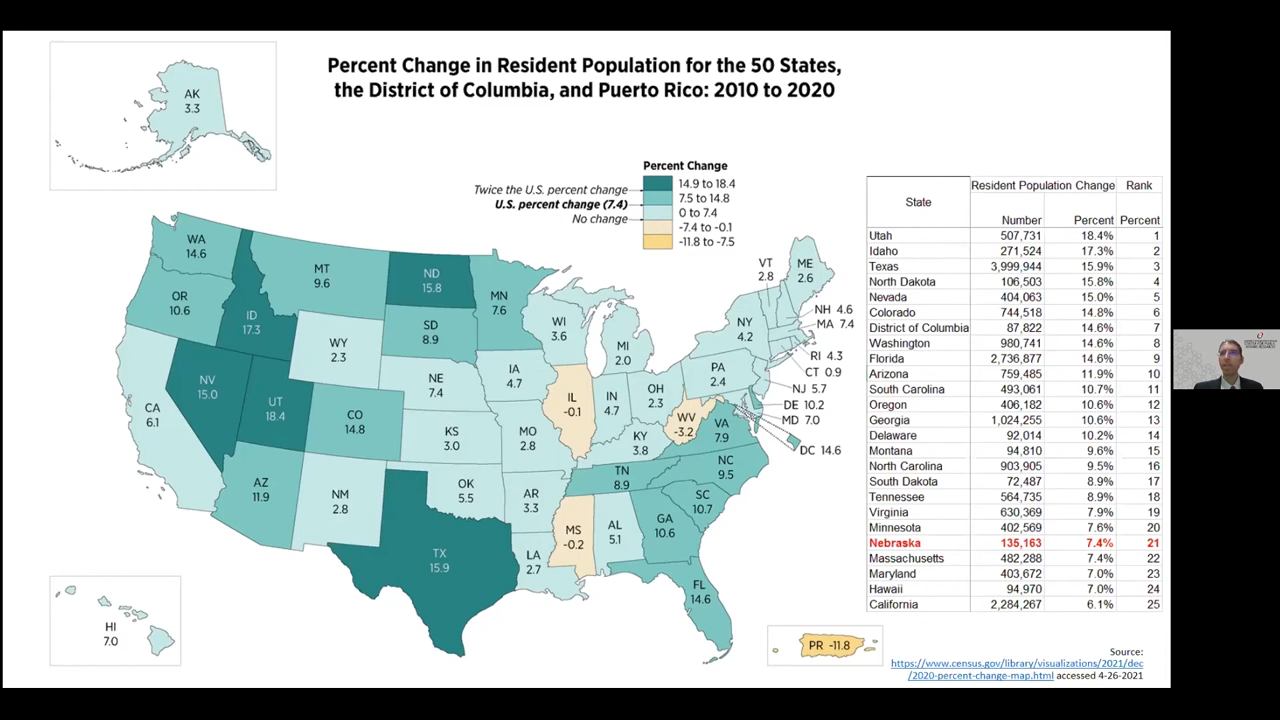 Percent Change in Resident Population for the 50 States,
the District of Columbia, and Puerto Rico: 2010 to 2020
AK
3.3
Percent Change
Twice the U.S. percent change
U.S. percent change (7.4)
No change
14.9 to 18.4
7.5 to 14.8
0 to 7.4
-7.4 to -0.1
-11.8 to -7.5
WA
14.6
OR
10.6
ID
17.3
MT
9.6
ND
15.8
MN
7.6
SD
8.9
WY
2.3
WI
3.6
MI
2.0
VT
2.8
ME
2.6
NH 4.6
MA 7.4
NY
4.2
RI 4.3
CT 0.9
NJ 5.7
PA
2.4
DE 10.2
MD 7.0
DC 14.6
NV
15.0
UT
18.4
CO
14.8
CA
6.1
NE
7.4
IA
4.7
IL
-0.1
IN
4.7
OH
2.3
WV
-3.2
VA
7.9
KS
3.0
MO
2.8
KY
3.8
NC
9.5
TN
8.9
AZ
11.9
NM
2.8
OK
5.5
AR
3.3
SC
10.7
MS
-0.2
AL
5.1
GA
10.6
TX
15.9
LA
2.7
FL
14.6
HI
7.0
PR -11.8
State
Resident Population Change Rank
Number Percent Percent
Utah 507,731 18.4% 1
Idaho 271,524 17.3% 2
Texas 3,999,944 15.9% 3
North Dakota 106,503 15.8% 4
Nevada 404,063 15.0% 5
Colorado 744,518 14.8% 6
District of Columbia 87,822 14.6% 7
Washington 980,741 14.6% 8
Florida 2,736,877 14.6% 9
Arizona 759,485 11.9% 10
South Carolina 493,061 10.7% 11
Oregon 406,182 10.6% 12
Georgia 1,024,255 10.6% 13
Delaware 92,014 10.2% 14
Montana 94,810 9.6% 15
North Carolina 903,905 9.5% 16
South Dakota 72,487 8.9% 17
Tennessee 564,735 8.9% 18
Virginia 630,369 7.9% 19
Minnesota 402,569 7.6% 20
Nebraska 135,163 7.4% 21
Massachusetts 482,288 7.4% 22
Maryland 403,672 7.0% 23
Hawaii 94,970 7.0% 24
California 2,284,267 6.1% 25
Source:
https://www.census.gov/library/visualizations/2021/dec
/2020-percent-change-map.html accessed 4-26-2021